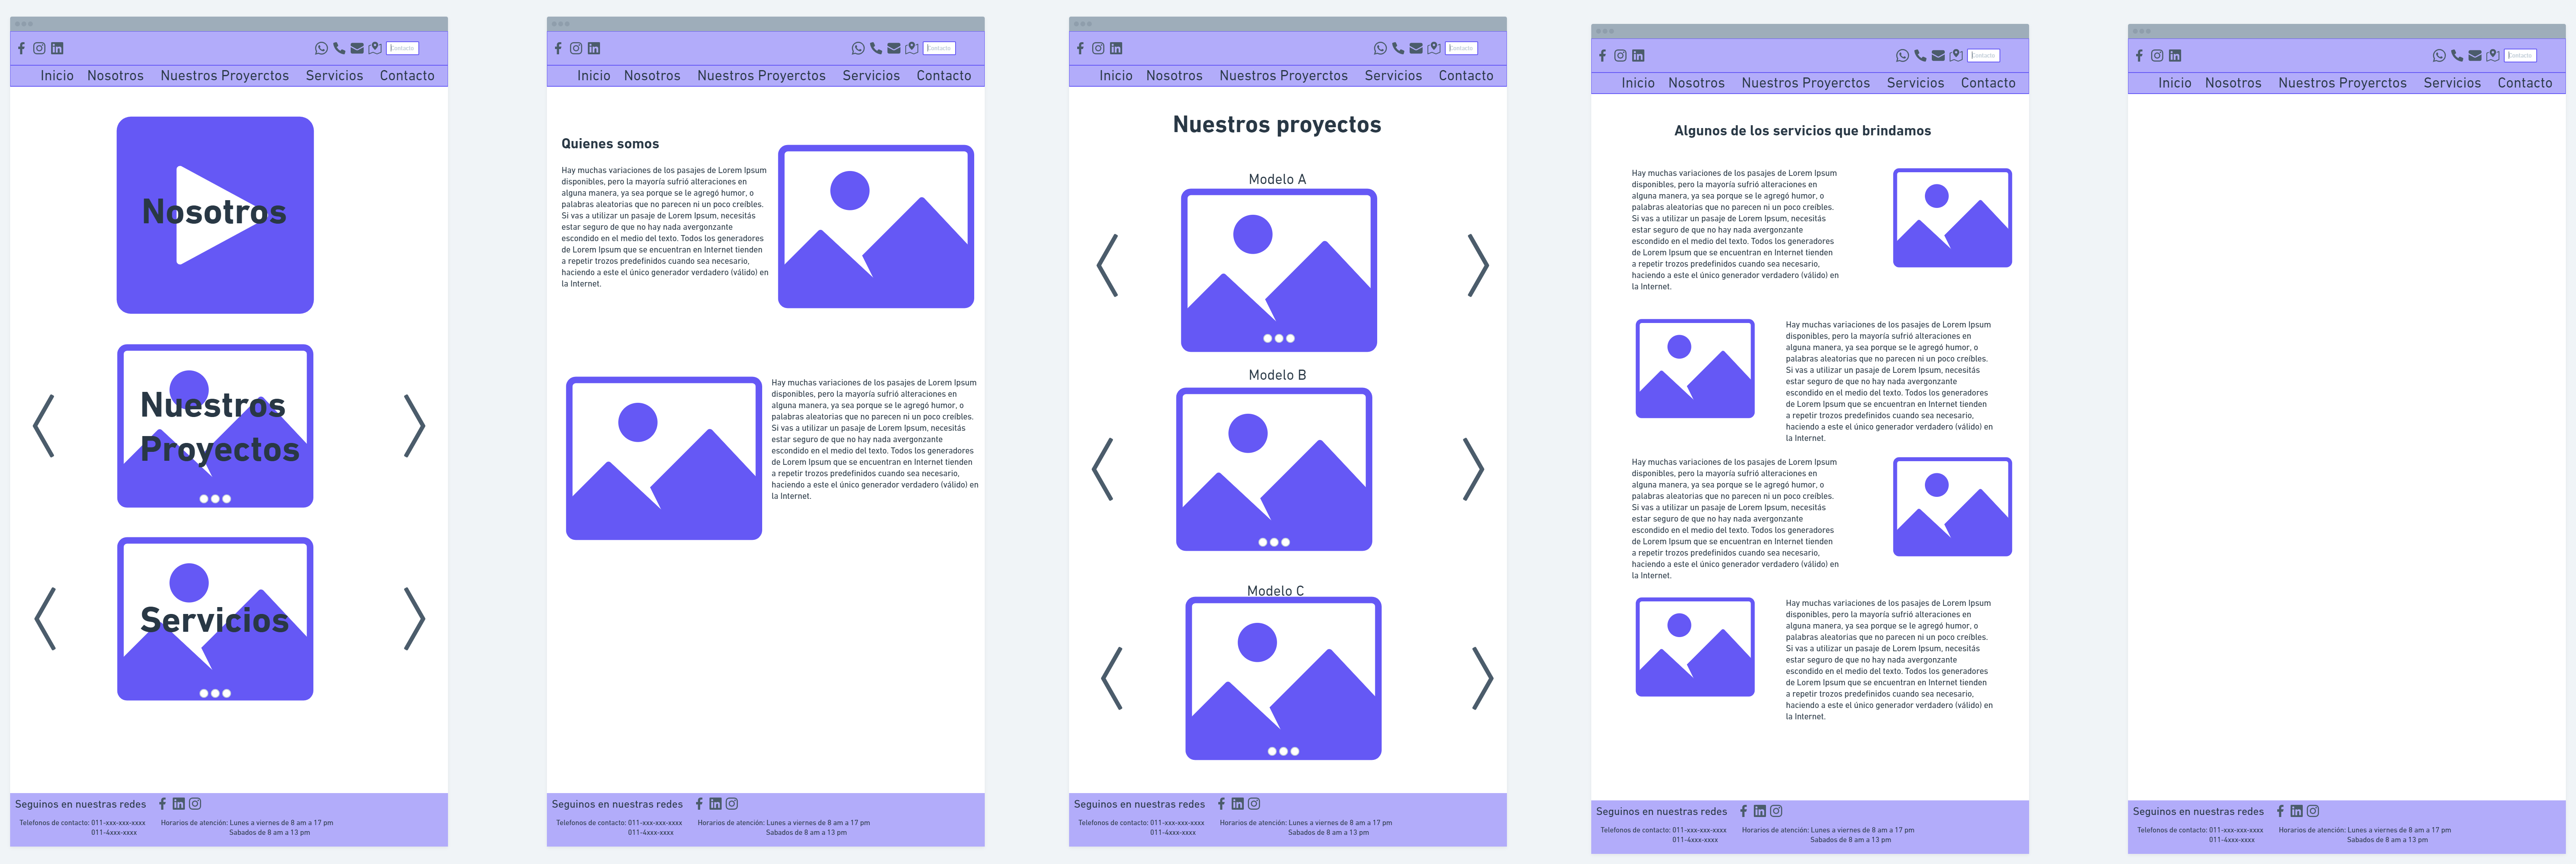 Contacto
Inicio Nosotros Nuestros Proyerctos Servicios Contacto
Nosotros
Nuestros
Proyectos
Servicios
Seguinos en nuestras redes
Telefonos de contacto: 011-xxx-xxx-xxxx Horarios de atención: Lunes a viernes de 8 am a 17 pm
011-4xxx-xxxx Sabados de 8 am a 13 pm
Contacto
Inicio Nosotros Nuestros Proyerctos Servicios Contacto
Quienes somos
Hay muchas variaciones de los pasajes de Lorem Ipsum
disponibles, pero la mayoría sufrió alteraciones en
alguna manera, ya sea porque se le agregó humor, o
palabras aleatorias que no parecen ni un poco creíbles.
Si vas a utilizar un pasaje de Lorem Ipsum, necesitás
estar seguro de que no hay nada avergonzante
escondido en el medio del texto. Todos los generadores
de Lorem Ipsum que se encuentran en Internet tienden
a repetir trozos predefinidos cuando sea necesario,
haciendo a este el único generador verdadero (válido) en
la Internet.
Hay muchas variaciones de los pasajes de Lorem Ipsum
disponibles, pero la mayoría sufrió alteraciones en
alguna manera, ya sea porque se le agregó humor, o
palabras aleatorias que no parecen ni un poco creíbles.
Si vas a utilizar un pasaje de Lorem Ipsum, necesitás
estar seguro de que no hay nada avergonzante
escondido en el medio del texto. Todos los generadores
de Lorem Ipsum que se encuentran en Internet tienden
a repetir trozos predefinidos cuando sea necesario,
haciendo a este el único generador verdadero (válido) en
la Internet.
Seguinos en nuestras redes
Telefonos de contacto: 011-xxx-xxx-xxxx Horarios de atención: Lunes a viernes de 8 am a 17 pm
011-4xxx-xxxx Sabados de 8 am a 13 pm
Contacto
Inicio Nosotros Nuestros Proyerctos Servicios Contacto
Nuestros proyectos
Modelo A
Modelo B
Modelo C
Seguinos en nuestras redes
Telefonos de contacto: 011-xxx-xxx-xxxx Horarios de atención: Lunes a viernes de 8 am a 17 pm
011-4xxx-xxxx Sabados de 8 am a 13 pm
Contacto
Inicio Nosotros Nuestros Proyerctos Servicios Contacto
Algunos de los servicios que brindamos
Hay muchas variaciones de los pasajes de Lorem Ipsum
disponibles, pero la mayoría sufrió alteraciones en
alguna manera, ya sea porque se le agregó humor, o
palabras aleatorias que no parecen ni un poco creíbles.
Si vas a utilizar un pasaje de Lorem Ipsum, necesitás
estar seguro de que no hay nada avergonzante
escondido en el medio del texto. Todos los generadores
de Lorem Ipsum que se encuentran en Internet tienden
a repetir trozos predefinidos cuando sea necesario,
haciendo a este el único generador verdadero (válido) en
la Internet.
Hay muchas variaciones de los pasajes de Lorem Ipsum
disponibles, pero la mayoría sufrió alteraciones en
alguna manera, ya sea porque se le agregó humor, o
palabras aleatorias que no parecen ni un poco creíbles.
Si vas a utilizar un pasaje de Lorem Ipsum, necesitás
estar seguro de que no hay nada avergonzante
escondido en el medio del texto. Todos los generadores
de Lorem Ipsum que se encuentran en Internet tienden
a repetir trozos predefinidos cuando sea necesario,
haciendo a este el único generador verdadero (válido) en
la Internet.
Hay muchas variaciones de los pasajes de Lorem Ipsum
disponibles, pero la mayoría sufrió alteraciones en
alguna manera, ya sea porque se le agregó humor, o
palabras aleatorias que no parecen ni un poco creíbles.
Si vas a utilizar un pasaje de Lorem Ipsum, necesitás
estar seguro de que no hay nada avergonzante
escondido en el medio del texto. Todos los generadores
de Lorem Ipsum que se encuentran en Internet tienden
a repetir trozos predefinidos cuando sea necesario,
haciendo a este el único generador verdadero (válido) en
la Internet.
Hay muchas variaciones de los pasajes de Lorem Ipsum
disponibles, pero la mayoría sufrió alteraciones en
alguna manera, ya sea porque se le agregó humor, o
palabras aleatorias que no parecen ni un poco creíbles.
Si vas a utilizar un pasaje de Lorem Ipsum, necesitás
estar seguro de que no hay nada avergonzante
escondido en el medio del texto. Todos los generadores
de Lorem Ipsum que se encuentran en Internet tienden
a repetir trozos predefinidos cuando sea necesario,
haciendo a este el único generador verdadero (válido) en
la Internet.
Seguinos en nuestras redes
Telefonos de contacto: 011-xxx-xxx-xxxx Horarios de atención: Lunes a viernes de 8 am a 17 pm
011-4xxx-xxxx Sabados de 8 am a 13 pm
Contacto
Inicio Nosotros Nuestros Proyerctos Servicios Contacto
Seguinos en nuestras redes
Telefonos de contacto: 011-xxx-xxx-xxxx Horarios de atención: Lunes a viernes de 8 am a 17 pm
011-4xxx-xxxx Sabados de 8 am a 13 pm